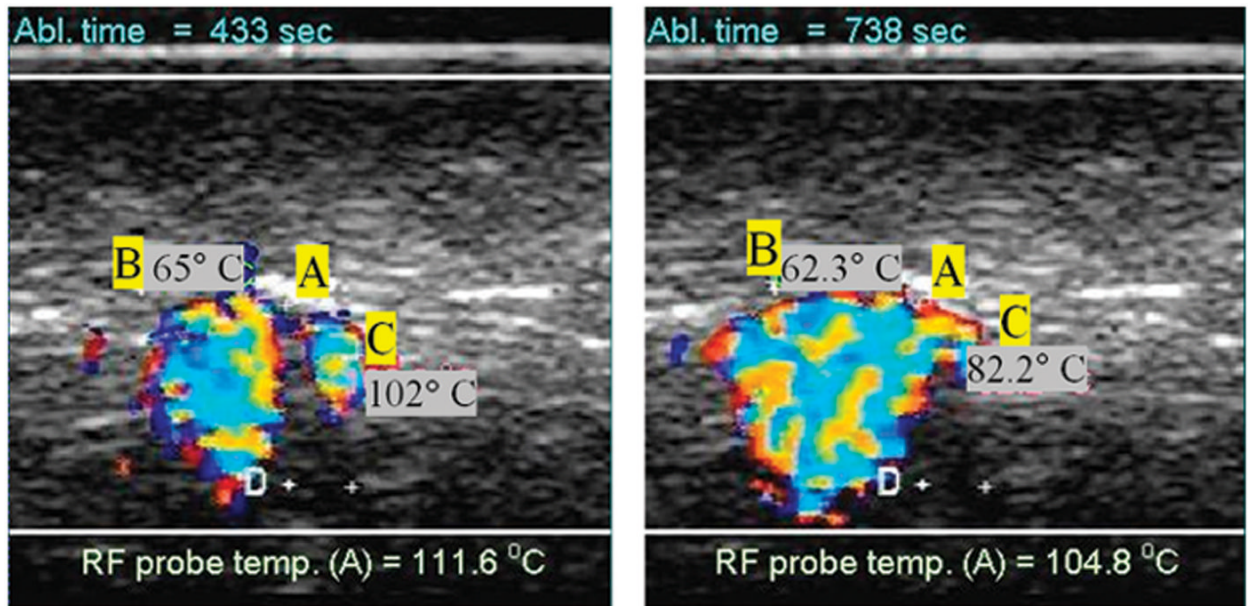 Abl. time = 433 sec
B 65° C A
C
102° C
D
RF probe temp. (A) = 111.6 °C
Abl. time = 738 sec
B 62.3° C A
C
82.2° C
D
RF probe temp. (A) = 104.8 °C